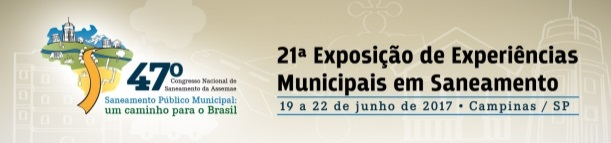 47º
Congresso Nacional de
Saneamento da Assemae
Saneamento Público Municipal:
um caminho para o Brasil
21ª Exposição de Experiências
Municipais em Saneamento
19 a 22 de junho de 2017 • Campinas / SP